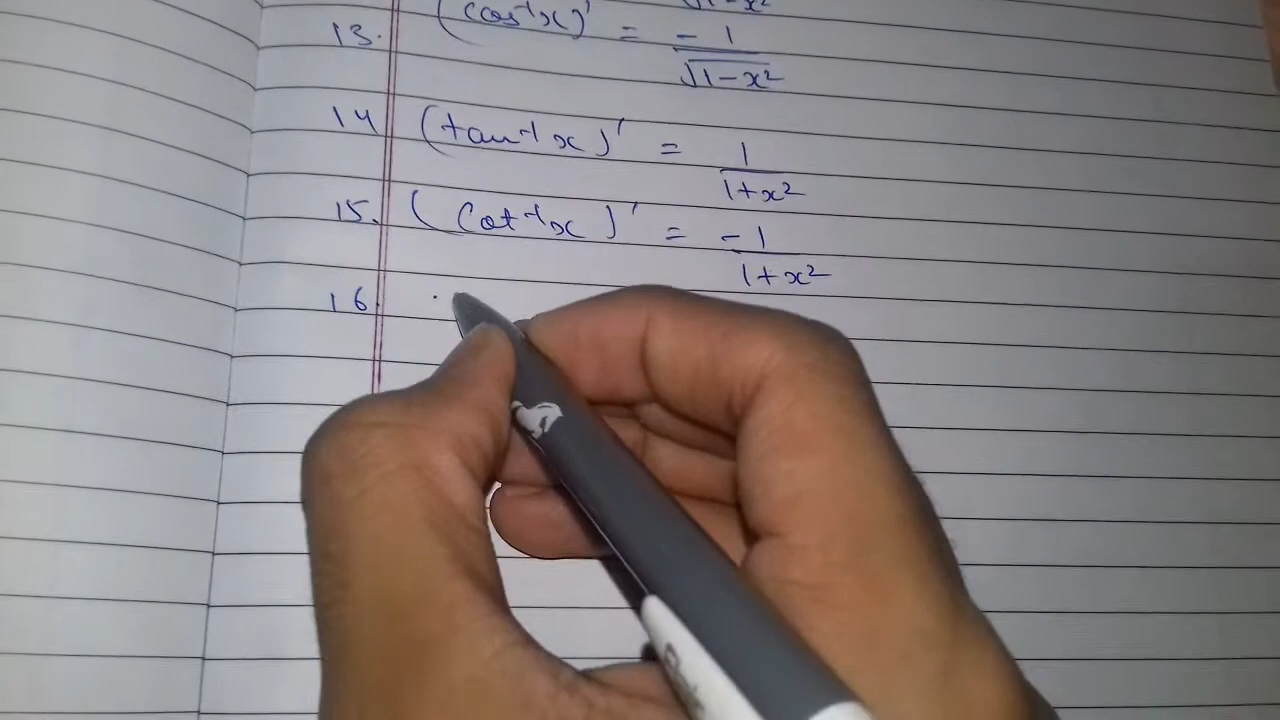 13. (cos⁻¹x)' = -1/√1-x²
14 (tan⁻¹x)' = 1/1+x²
15. (Cot⁻¹x)' = -1/1+x²
16.